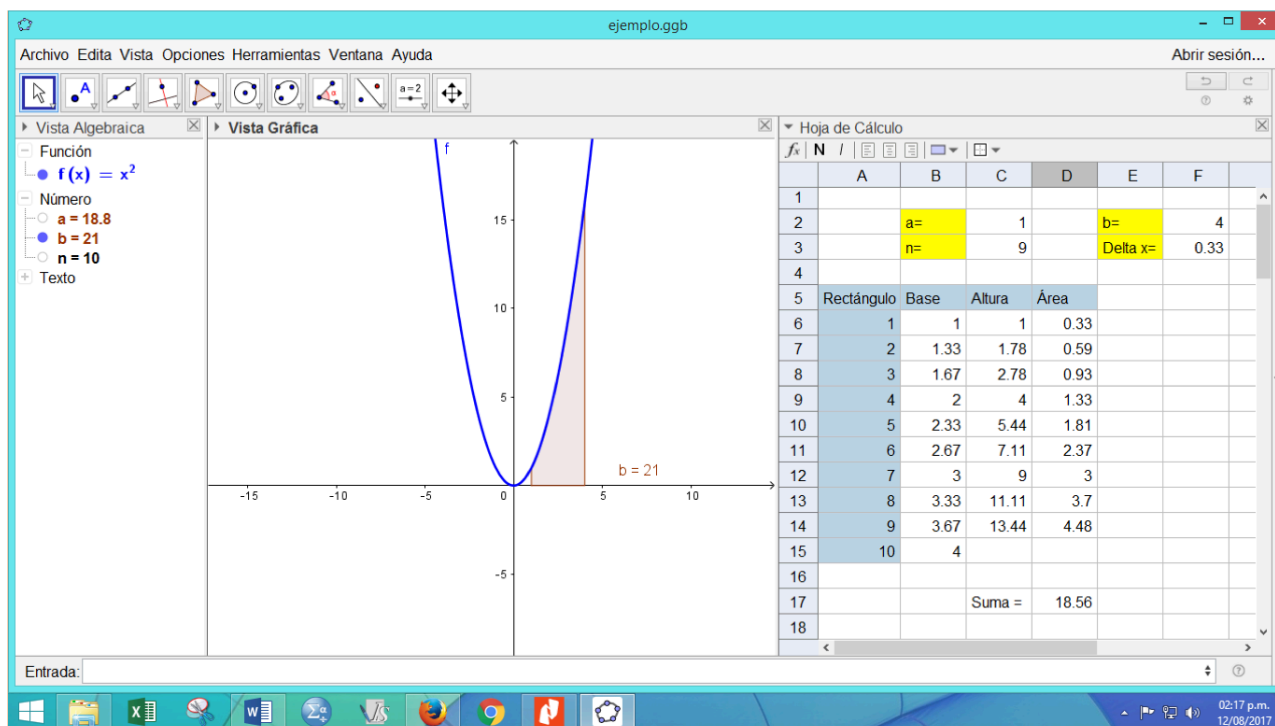 ejemplo.ggb
Archivo Edita Vista Opciones Herramientas Ventana Ayuda
Abrir sesión...
A
a=2
Vista Algebraica
Función
f(x) = x²
Número
a = 18.8
b = 21
n = 10
Texto
Vista Gráfica
f
15
10
5
-15 -10 -5 0 5 10
-5
b = 21
Hoja de Cálculo
fx N I
A B C D E F
1
2 a= 1 b= 4
3 n= 9 Delta x= 0.33
4
5 Rectángulo Base Altura Área
6 1 1 1 0.33
7 2 1.33 1.78 0.59
8 3 1.67 2.78 0.93
9 4 2 4 1.33
10 5 2.33 5.44 1.81
11 6 2.67 7.11 2.37
12 7 3 9 3
13 8 3.33 11.11 3.7
14 9 3.67 13.44 4.48
15 10 4
16
17 Suma = 18.56
18
Entrada:
02:17 p.m.
12/08/2017